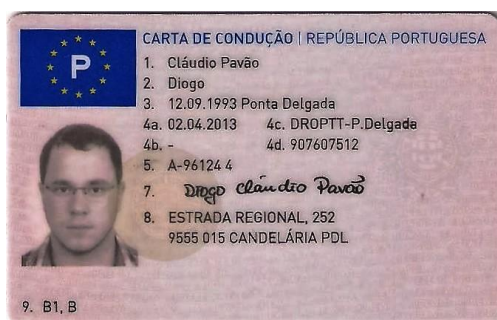 CARTA DE CONDUÇÃO | REPÚBLICA PORTUGUESA
P
1. Cláudio Pavão
2. Diogo
3. 12.09.1993 Ponta Delgada
4a. 02.04.2013 4c. DROPTT-P.Delgada
4b. - 4d. 907607512
5. A-96124 4
7. Diogo Cláudio Pavão
8. ESTRADA REGIONAL, 252
9555 015 CANDELÁRIA PDL
9. B1, B